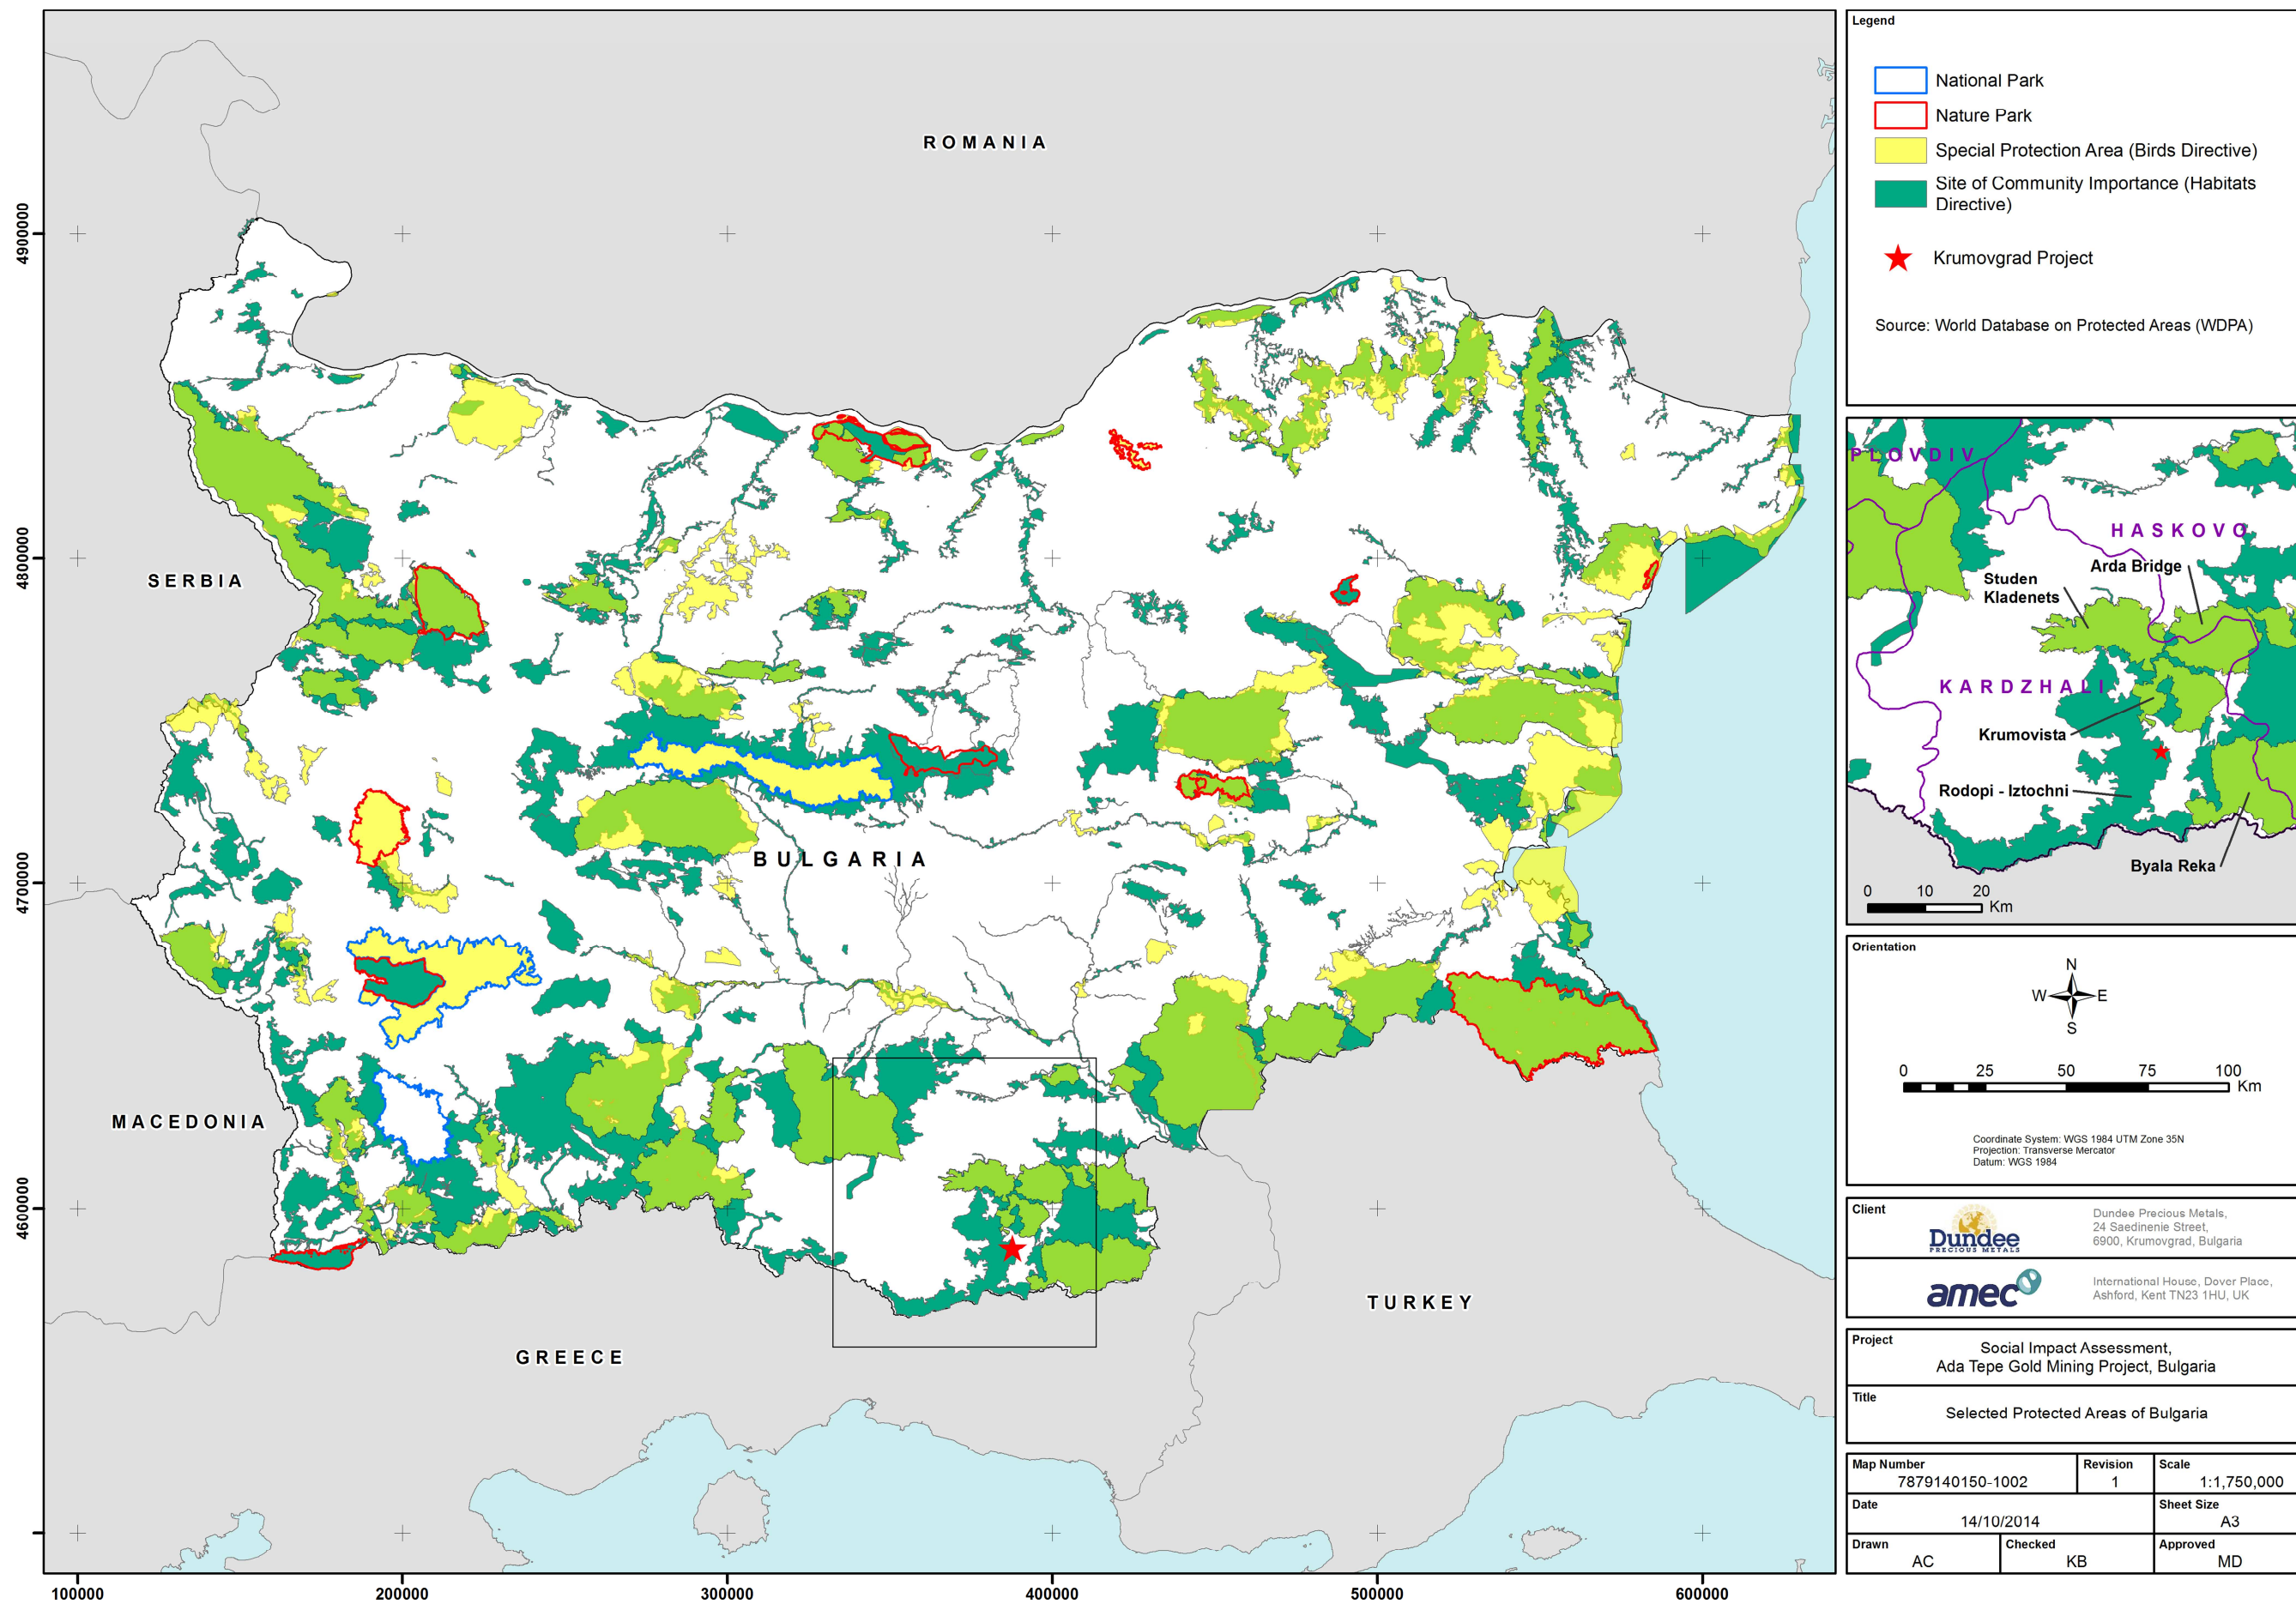 ROMANIA
SERBIA
BULGARIA
MACEDONIA
GREECE
TURKEY
4900000
4800000
4700000
4600000
100000
200000
300000
400000
500000
600000
Legend
National Park
Nature Park
Special Protection Area (Birds Directive)
Site of Community Importance (Habitats
Directive)
Krumovgrad Project
Source: World Database on Protected Areas (WDPA)
PLOVDIV
HASKOVO
Arda Bridge
Studen
Kladenets
KARDZHALI
Krumovista
Rodopi - Iztochni
Byala Reka
0 10 20
Km
Orientation
N
W E
S
0 25 50 75 100
Km
Coordinate System: WGS 1984 UTM Zone 35N
Projection: Transverse Mercator
Datum: WGS 1984
Client
Dundee
PRECIOUS METALS
Dundee Precious Metals,
24 Saedinenie Street,
6900, Krumovgrad, Bulgaria
amec
International House, Dover Place,
Ashford, Kent TN23 1HU, UK
Project
Social Impact Assessment,
Ada Tepe Gold Mining Project, Bulgaria
Title
Selected Protected Areas of Bulgaria
Map Number
7879140150-1002
Revision
1
Scale
1:1,750,000
Date
14/10/2014
Sheet Size
A3
Drawn
AC
Checked
KB
Approved
MD